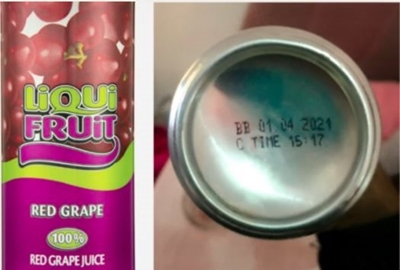 LiQUi
FRUiT
RED GRAPE
100%
RED GRAPE JUICE
BB 01 04 2021
C TIME 15:17